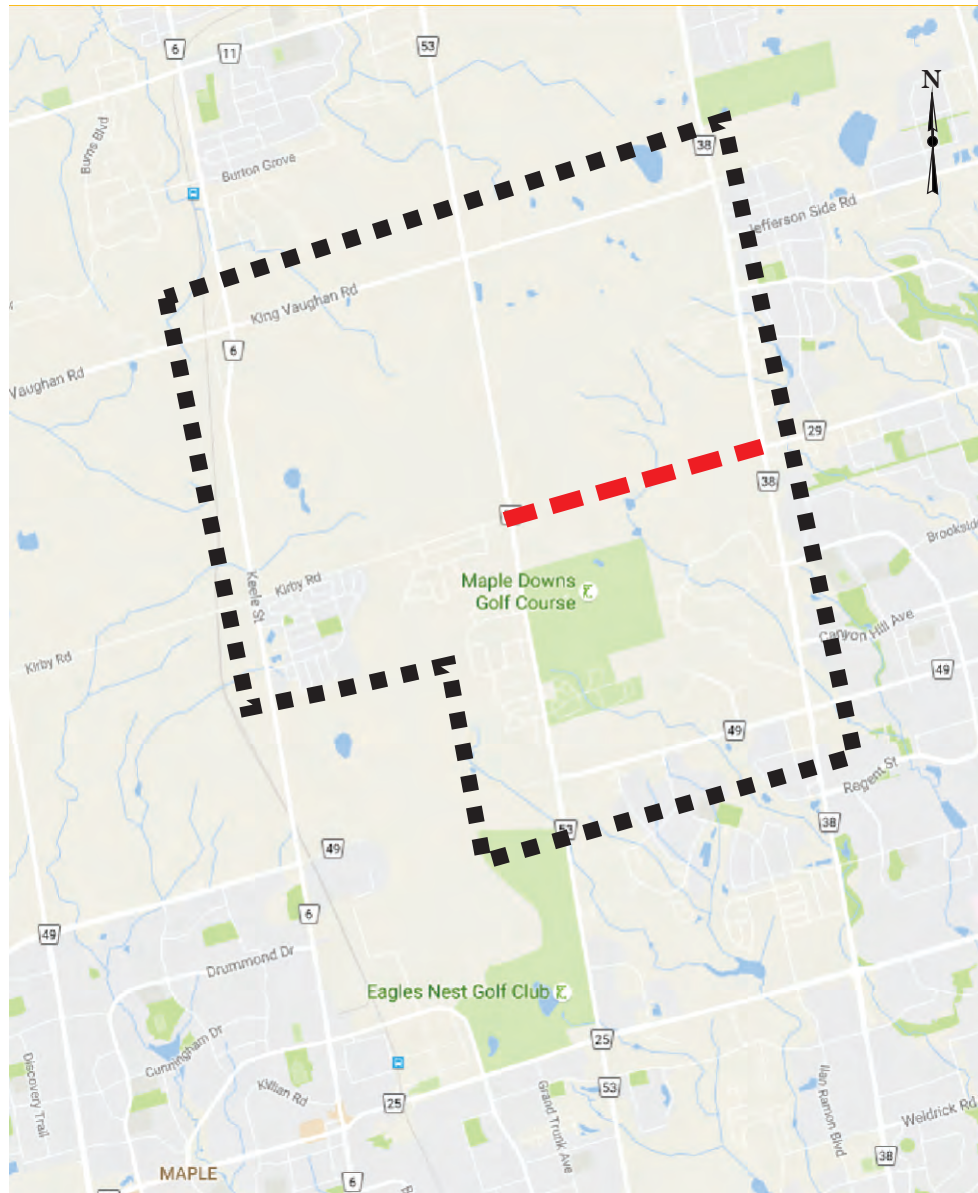 6
11
53
N
Burns Blvd
Burton Grove
38
Jefferson Side Rd
King Vaughan Rd
6
Vaughan Rd
29
38
Brookside
Kirby Rd
Keele St
Maple Downs
Golf Course
Canyon Hill Ave
Kirby Rd
49
49
Regent St
53
38
49
6
49
Drummond Dr
Eagles Nest Golf Club
25
Cunningham Dr
Discovery Trail
Killian Rd
53
Grand Trunk Ave
Ilan Ramon Blvd
25
Weldrick Rd
38
MAPLE
6